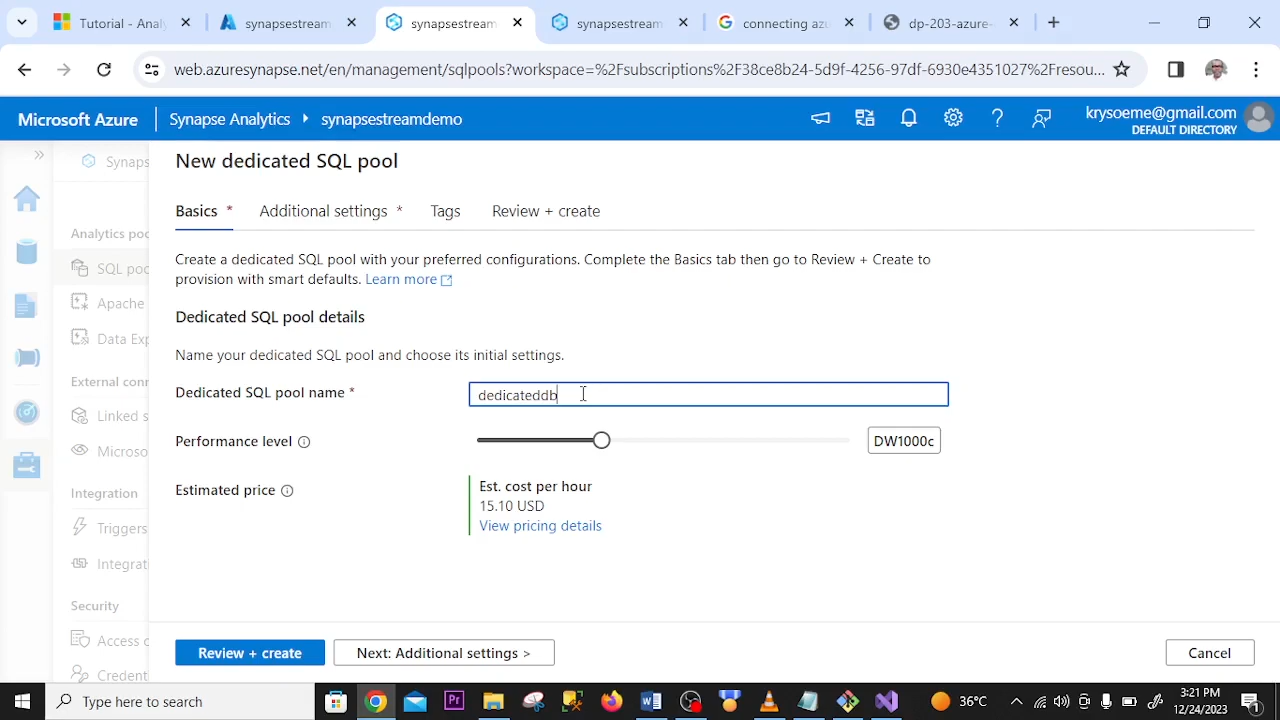 Tutorial - Analy
synapsestream
synapsestream
synapsestream
connecting azu
dp-203-azure-
web.azuresynapse.net/en/management/sqlpools?workspace=%2Fsubscriptions%2F38ce8b24-5d9f-4256-97df-6930e4351027%2Fresou...
Microsoft Azure
Synapse Analytics
synapsestreamdemo
krysoeme@gmail.com
DEFAULT DIRECTORY
Synaps
Analytics poo
SQL poo
Apache
Data Exp
External conn
Linked s
Microso
Integration
Triggers
Integrat
Security
Access c
Credent
New dedicated SQL pool
Basics *
Additional settings *
Tags
Review + create
Create a dedicated SQL pool with your preferred configurations. Complete the Basics tab then go to Review + Create to
provision with smart defaults. Learn more
Dedicated SQL pool details
Name your dedicated SQL pool and choose its initial settings.
Dedicated SQL pool name *
dedicateddb
Performance level
DW1000c
Estimated price
Est. cost per hour
15.10 USD
View pricing details
Review + create
Next: Additional settings >
Cancel
Type here to search
36°C
3:21 PM
12/24/2023
1